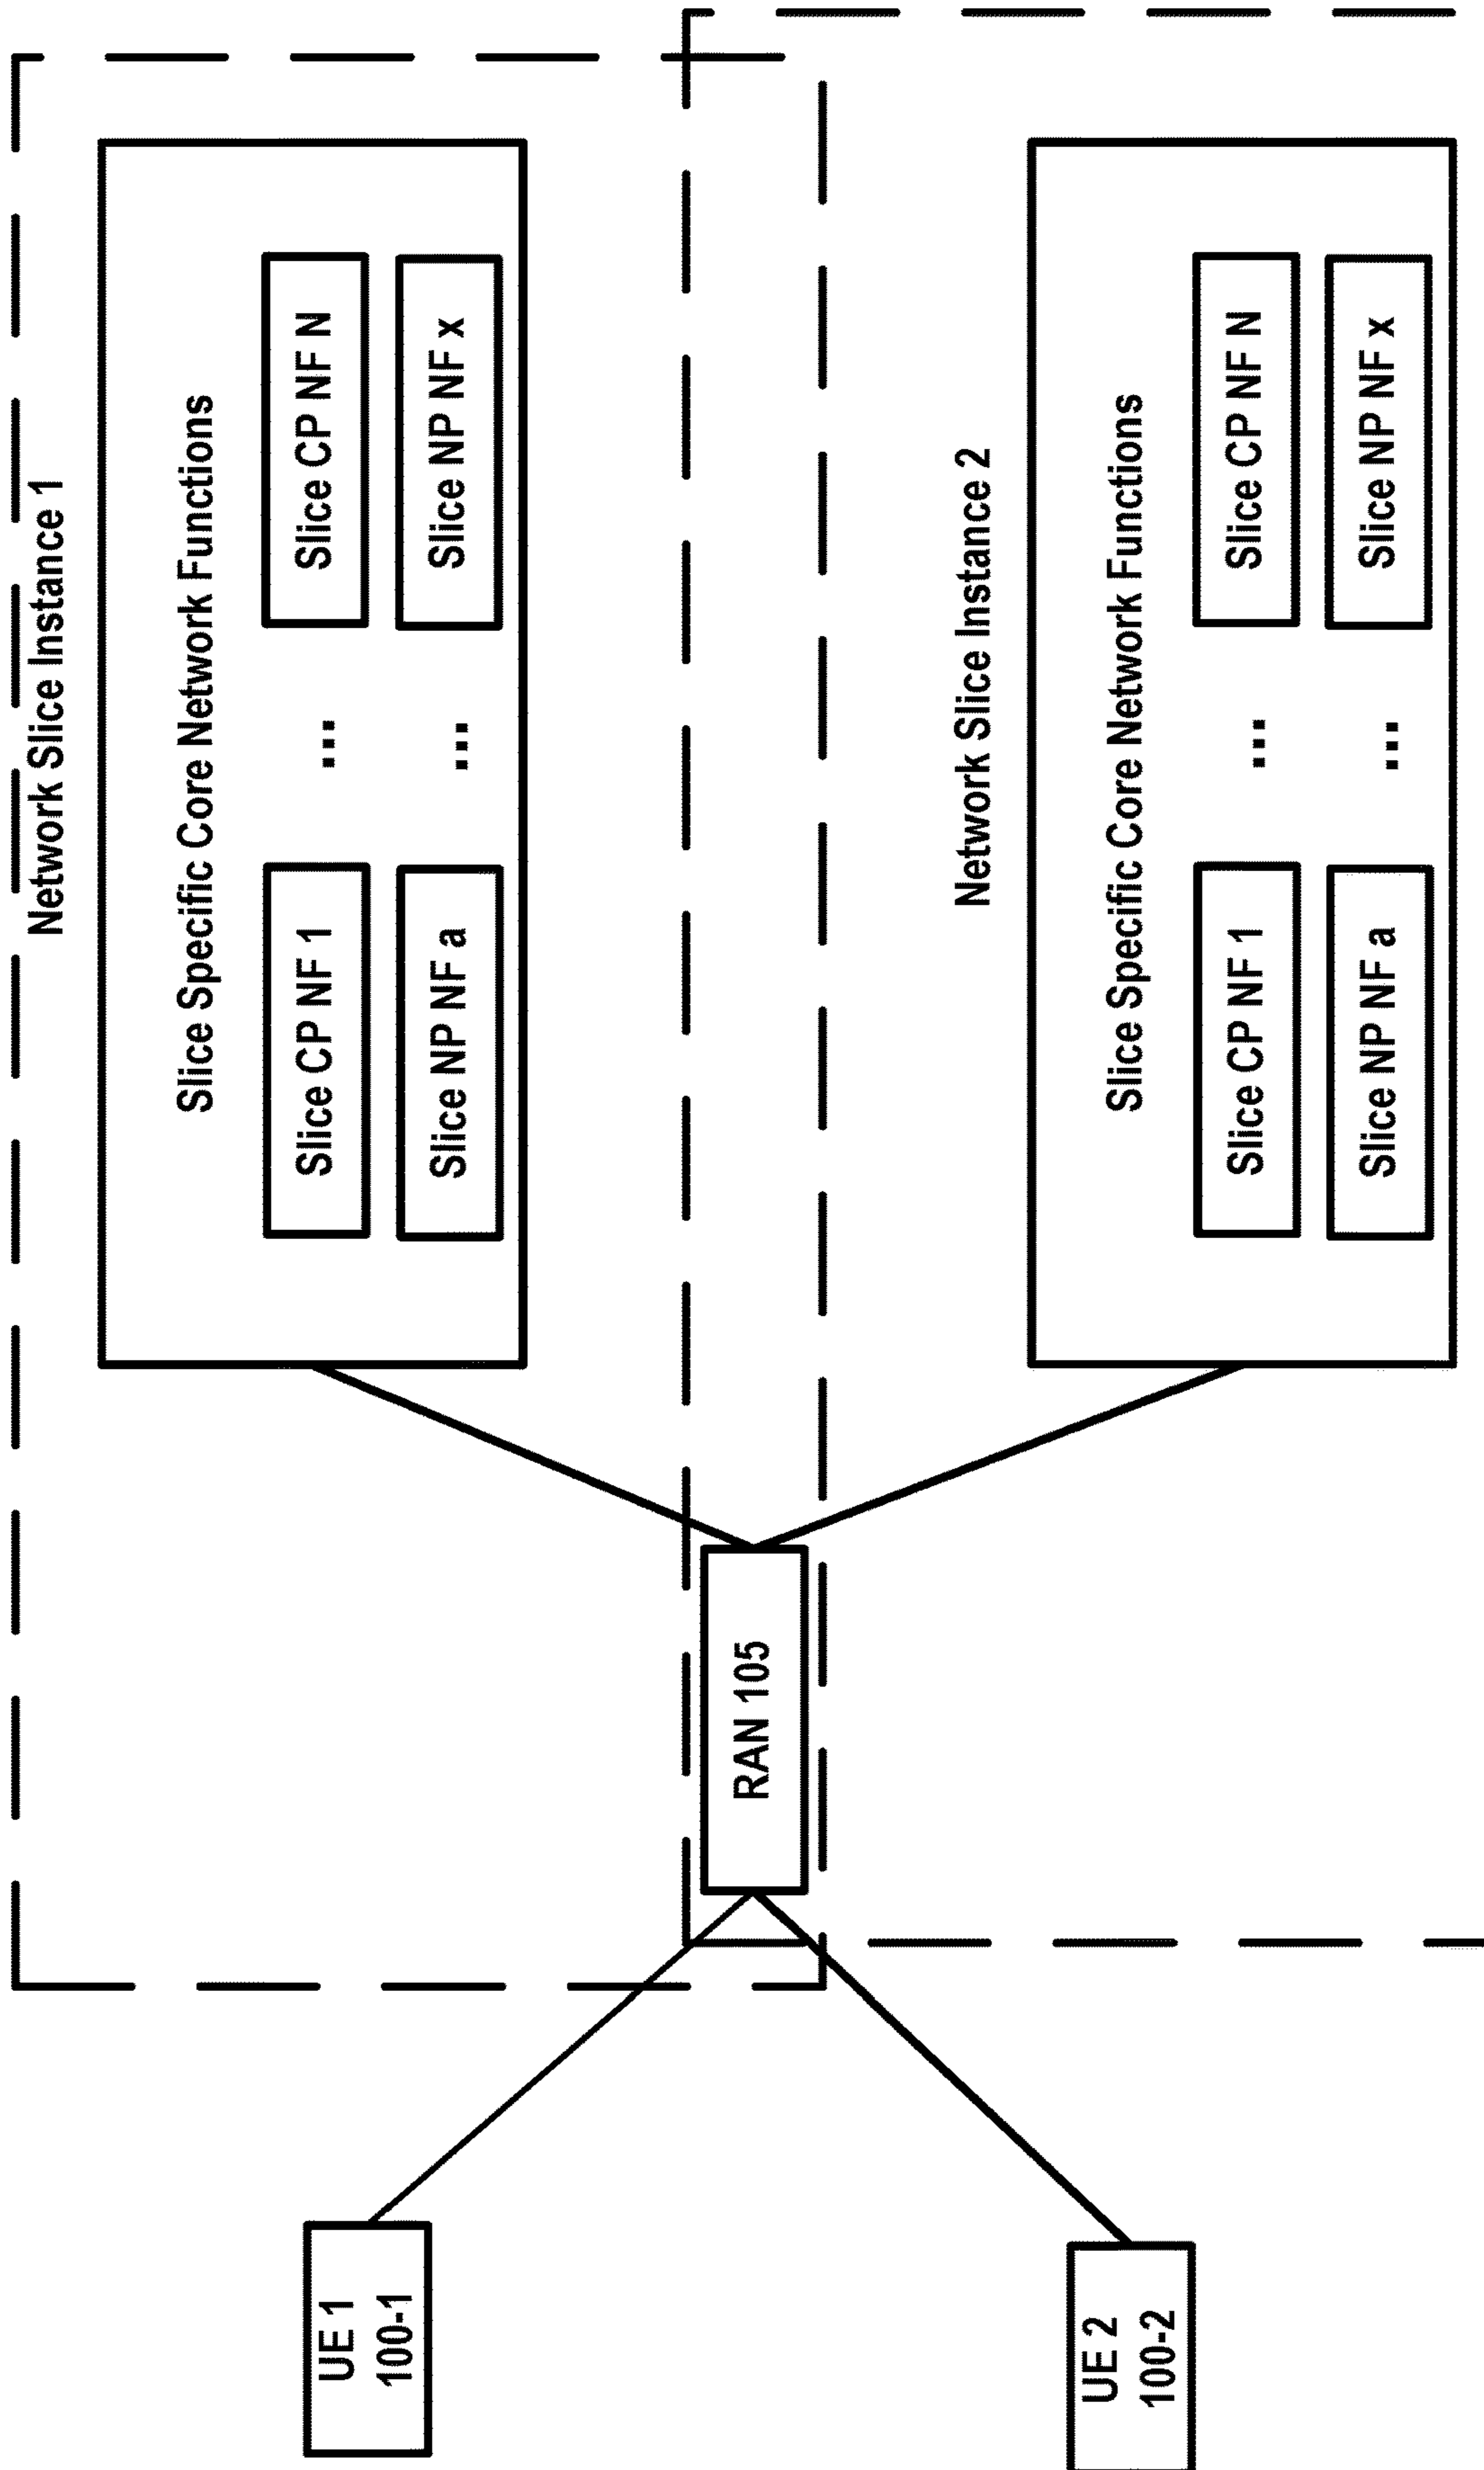 Network Slice Instance 1
Slice Specific Core Network Functions
Slice CP NF 1
...
Slice CP NF N
Slice NP NF a
...
Slice NP NF x
UE 1
100-1
RAN 105
UE 2
100-2
Network Slice Instance 2
Slice Specific Core Network Functions
Slice CP NF 1
...
Slice CP NF N
Slice NP NF a
...
Slice NP NF x